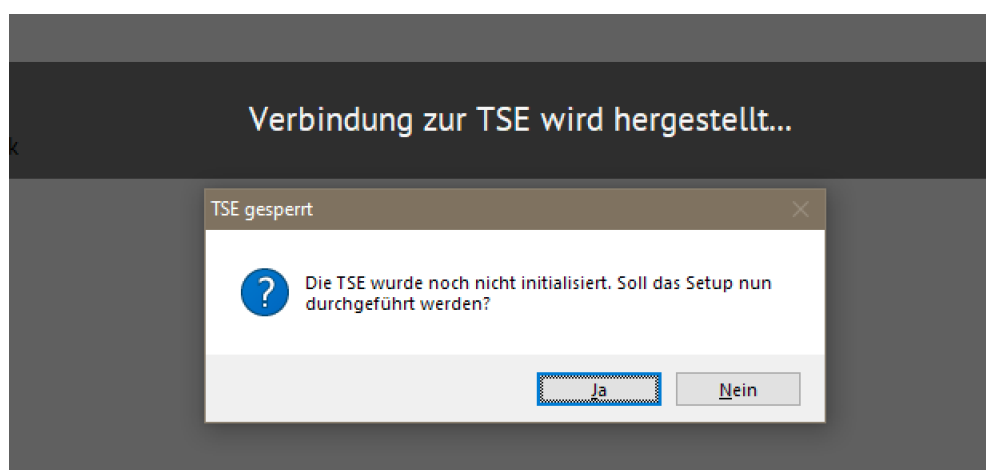 Verbindung zur TSE wird hergestellt...
k
TSE gesperrt
Die TSE wurde noch nicht initialisiert. Soll das Setup nun
durchgeführt werden?
Ja
Nein